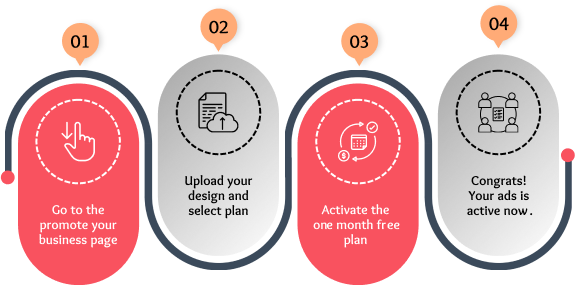 01
Go to the
promote your
business page
02
Upload your
design and
select plan
03
Activate the
one month free
plan
04
Congrats!
Your ads is
active now.